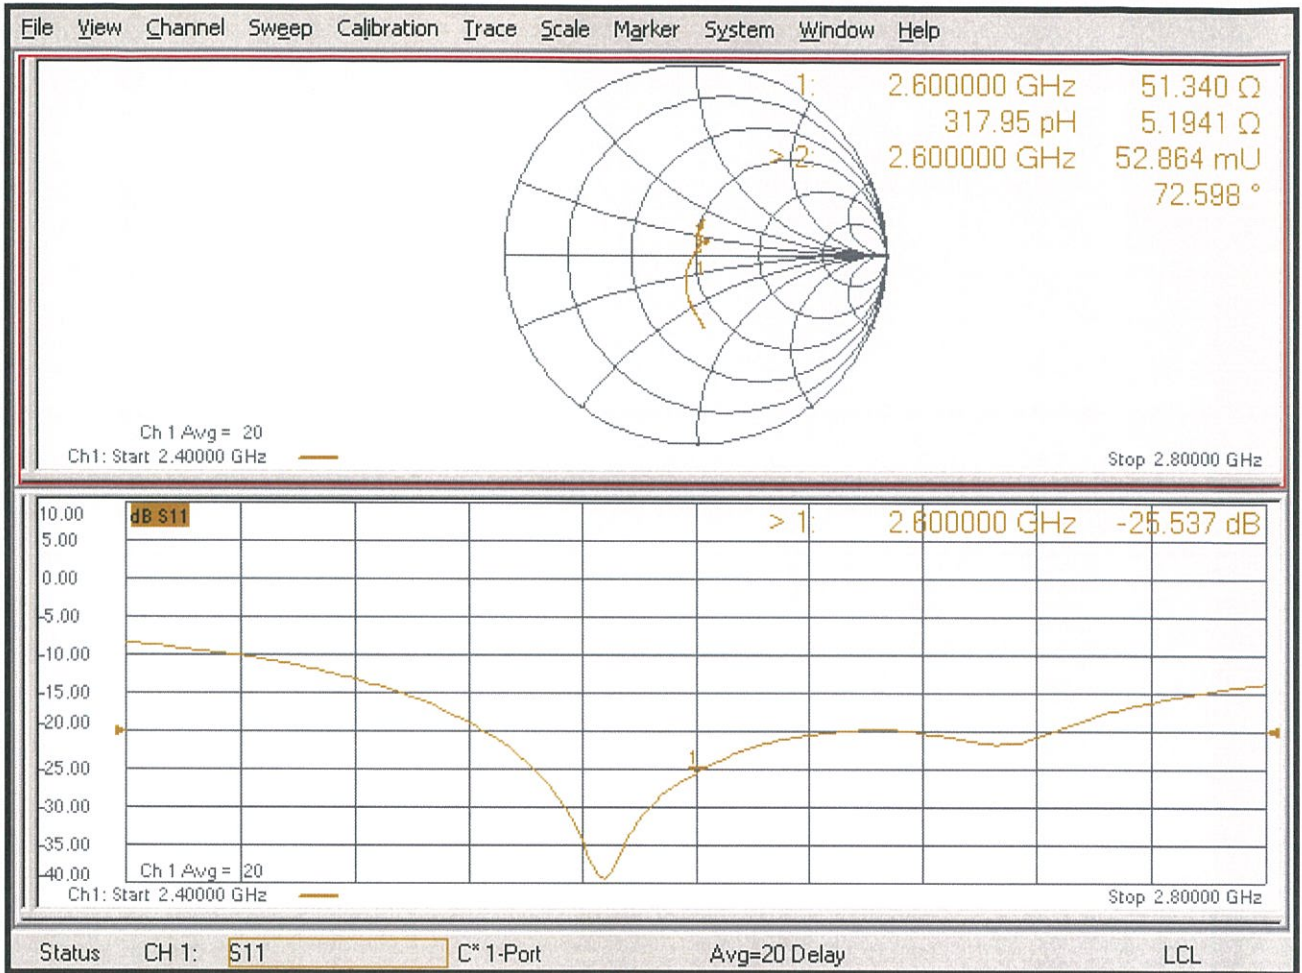 File View Channel Sweep Calibration Trace Scale Marker System Window Help
1: 2.600000 GHz 51.340 Ω
317.95 pH 5.1941 Ω
> 2: 2.600000 GHz 52.864 mU
72.598 °
1
Ch 1 Avg = 20
Ch1: Start 2.40000 GHz
Stop 2.80000 GHz
10.00
dB S11
> 1: 2.600000 GHz -25.537 dB
5.00
0.00
-5.00
-10.00
-15.00
-20.00
1
-25.00
-30.00
-35.00
-40.00
Ch 1 Avg = 20
Ch1: Start 2.40000 GHz
Stop 2.80000 GHz
Status CH 1: S11 C* 1-Port Avg=20 Delay LCL